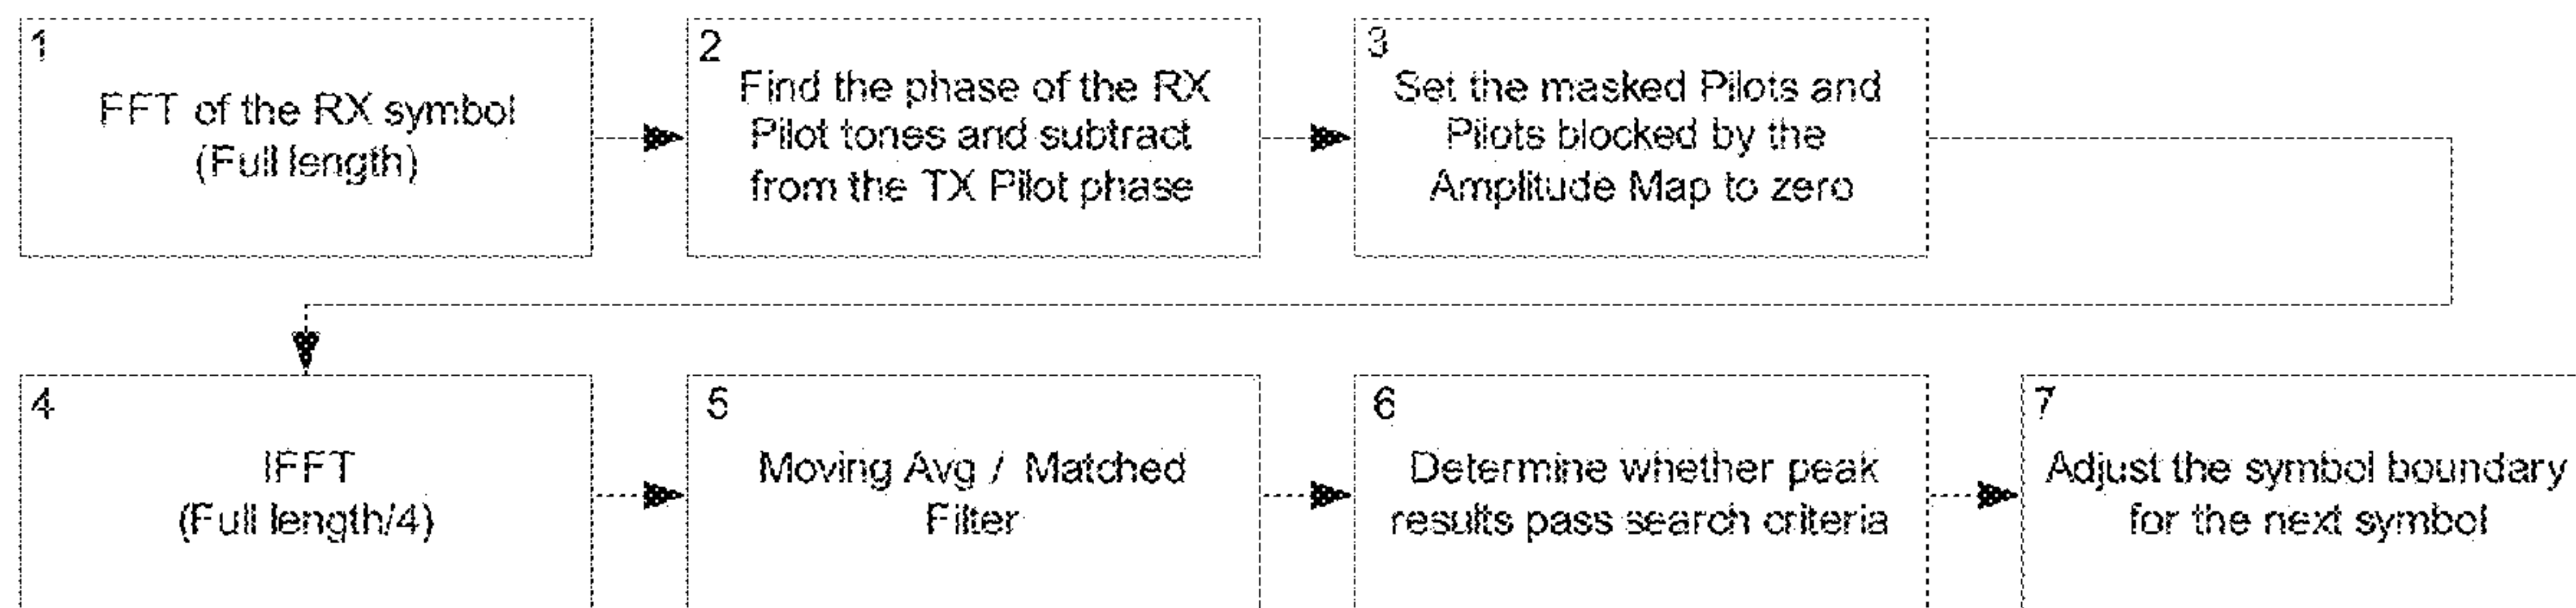 1
FFT of the RX symbol
(Full length)
2
Find the phase of the RX
Pilot tones and subtract
from the TX Pilot phase
3
Set the masked Pilots and
Pilots blocked by the
Amplitude Map to zero
4
IFFT
(Full length/4)
5
Moving Avg / Matched
Filter
6
Determine whether peak
results pass search criteria
7
Adjust the symbol boundary
for the next symbol